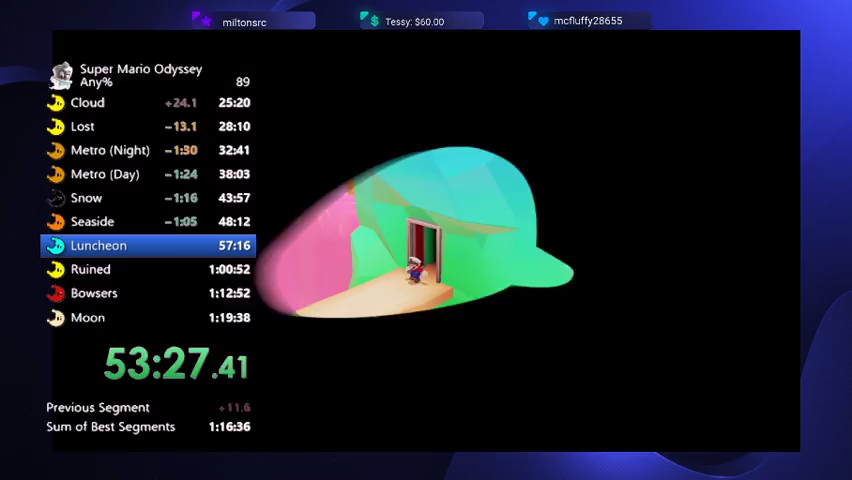 miltonsrc
Tessy: $60.00
mcfluffy28655
Super Mario Odyssey
Any% 89
Cloud +24.1 25:20
Lost -13.1 28:10
Metro (Night) -1:30 32:41
Metro (Day) -1:24 38:03
Snow -1:16 43:57
Seaside -1:05 48:12
Luncheon 57:16
Ruined 1:00:52
Bowsers 1:12:52
Moon 1:19:38
53:27.41
Previous Segment +11.6
Sum of Best Segments 1:16:36